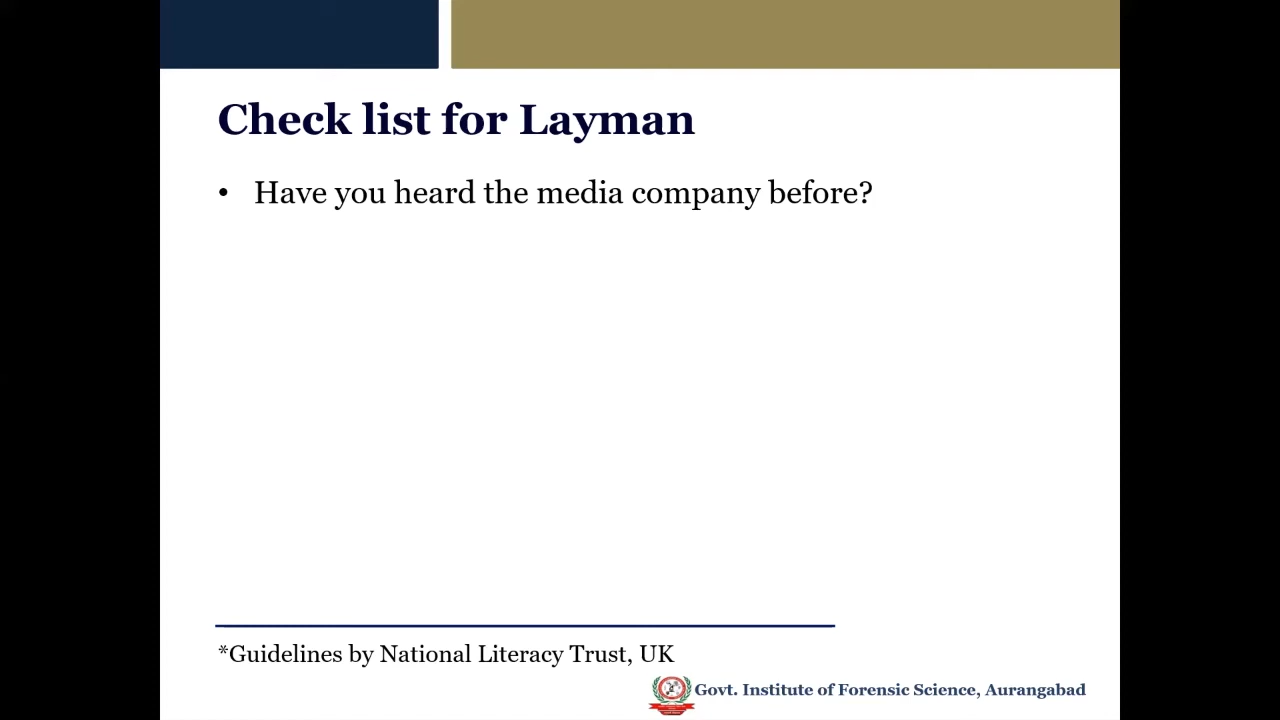 Check list for Layman
• Have you heard the media company before?
*Guidelines by National Literacy Trust, UK
Govt. Institute of Forensic Science, Aurangabad